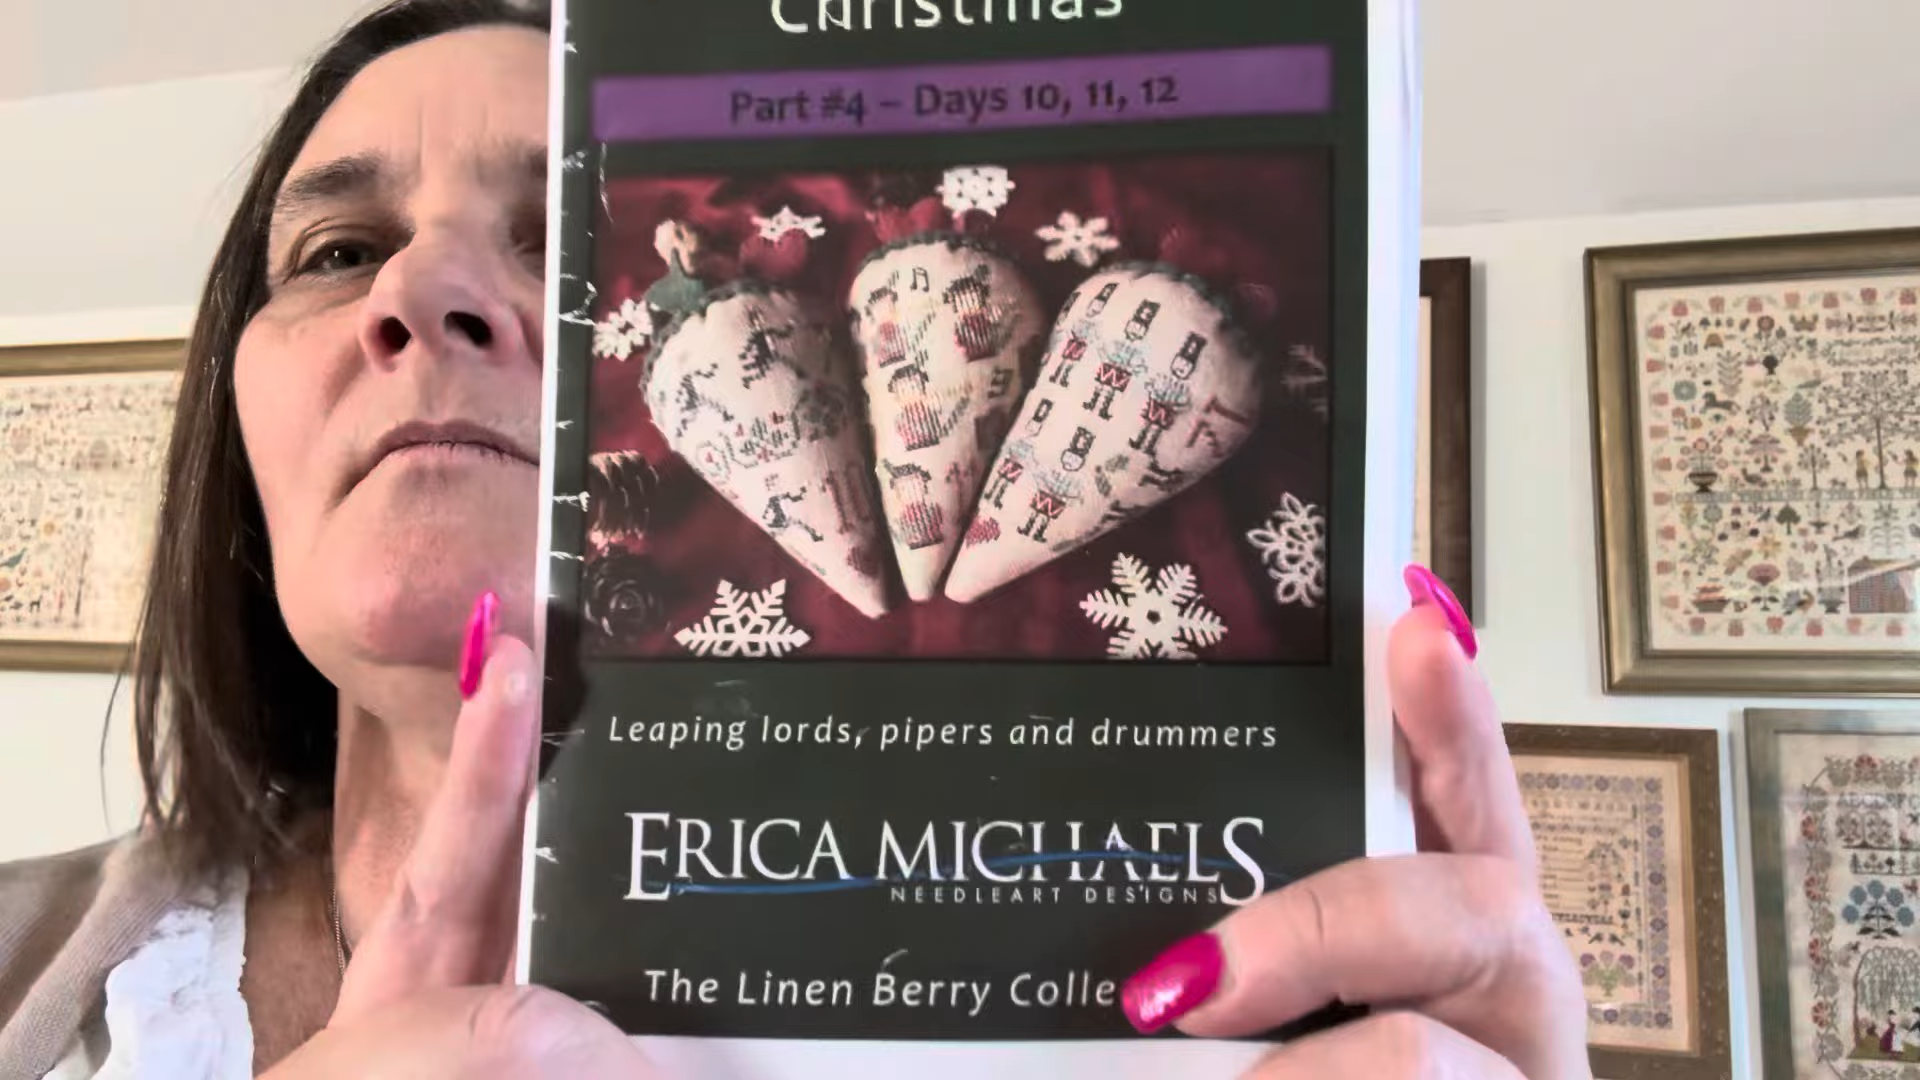 Christmas
Part #4 – Days 10, 11, 12
Leaping lords, pipers and drummers
ERICA MICHAELS
NEEDLEART DESIGNS
The Linen Berry Colle